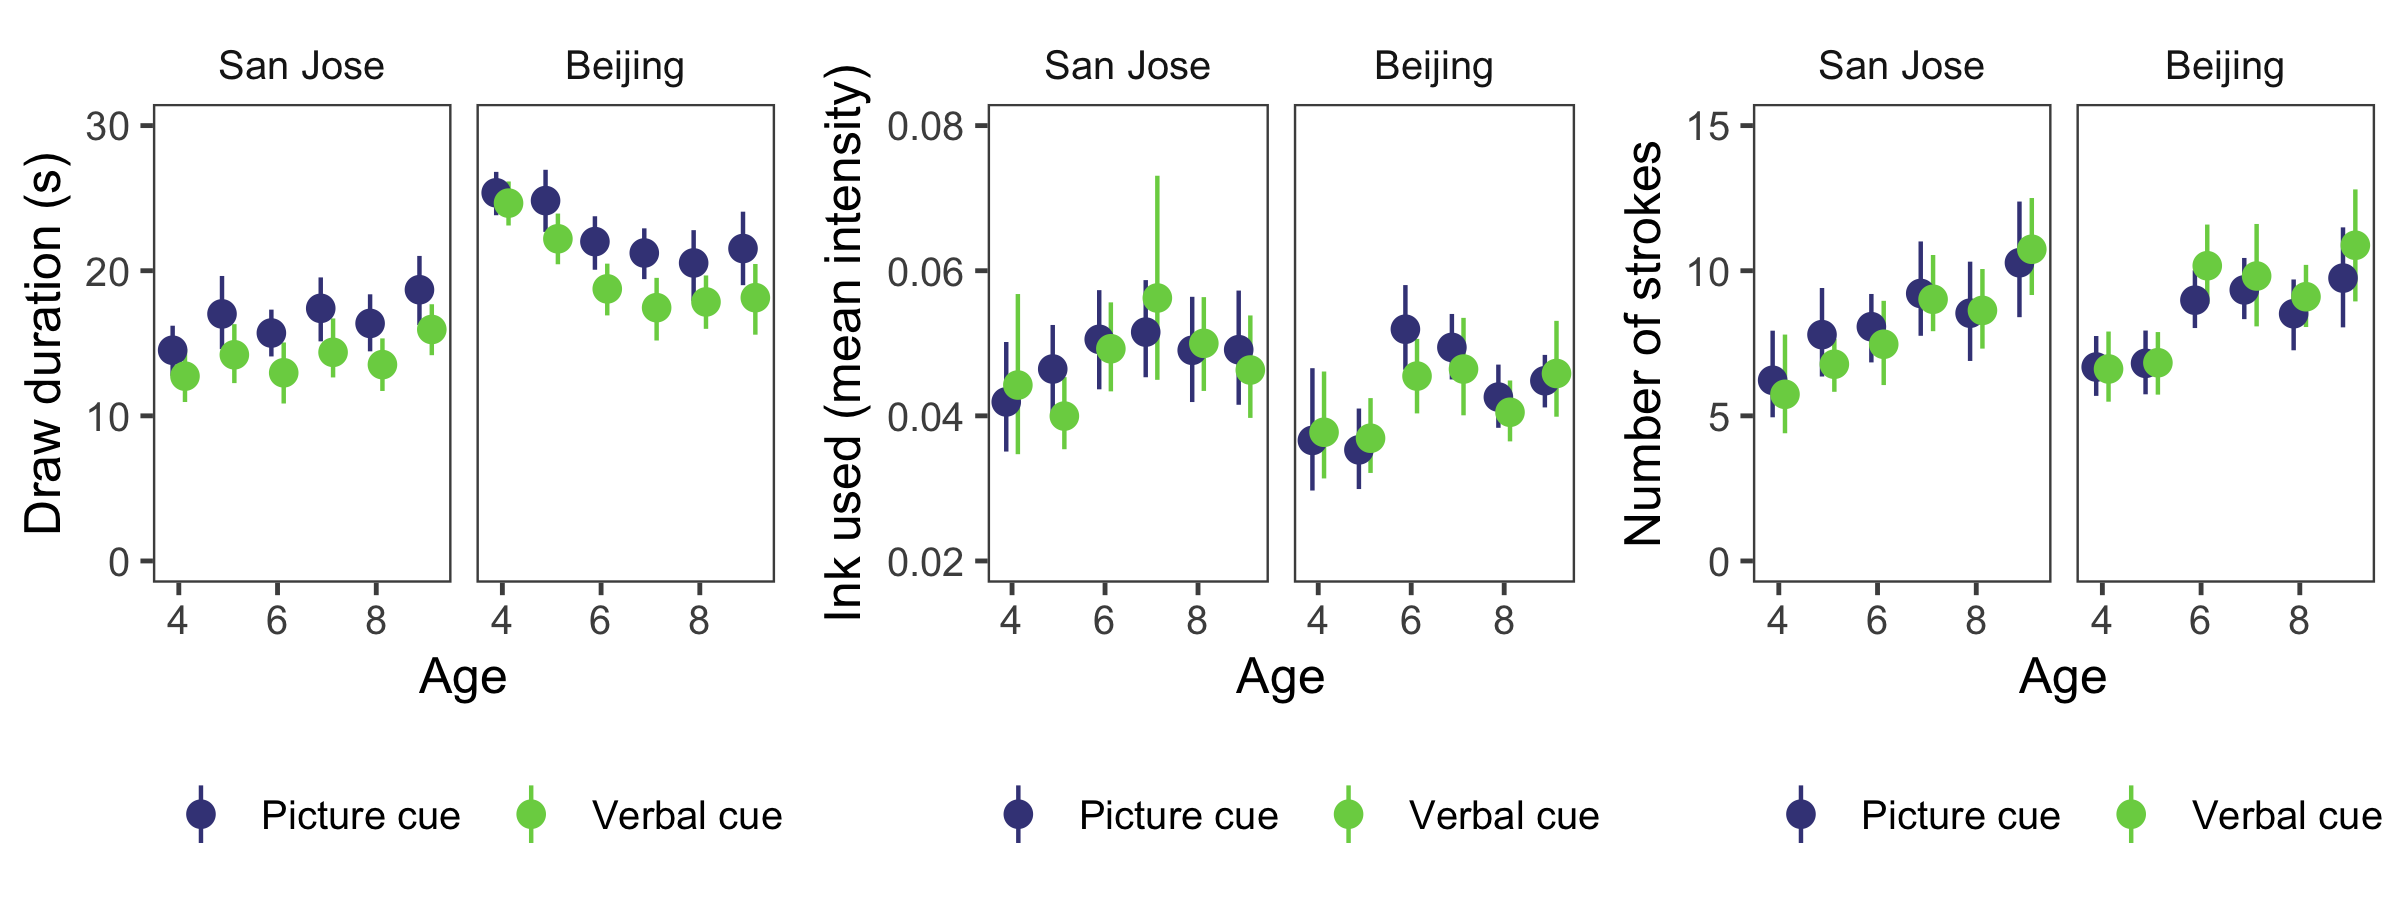 San Jose Beijing
30
20
10
0
Draw duration (s)
4 6 8 4 6 8
Age
Picture cue Verbal cue
San Jose Beijing
0.08
0.06
0.04
0.02
Ink used (mean intensity)
4 6 8 4 6 8
Age
Picture cue Verbal cue
San Jose Beijing
15
10
5
0
Number of strokes
4 6 8 4 6 8
Age
Picture cue Verbal cue